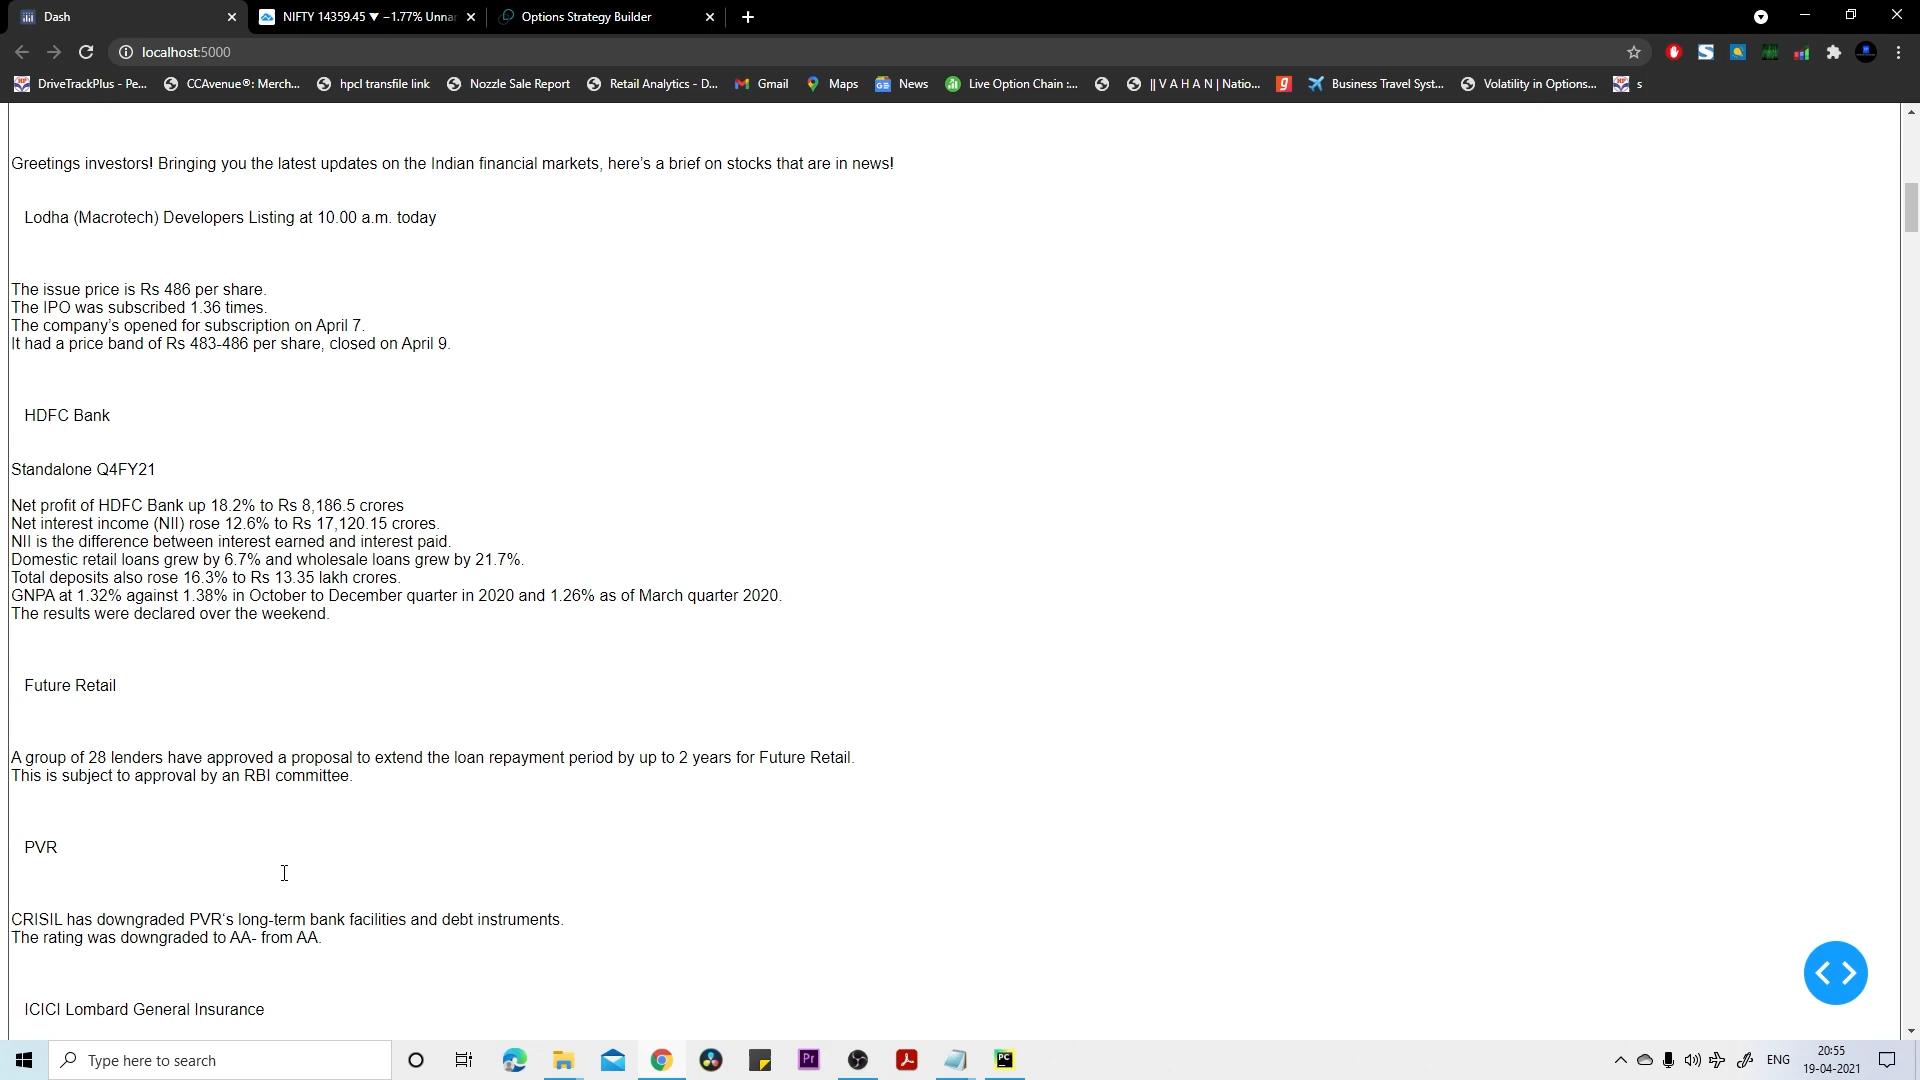 Dash
NIFTY 14359.45 ▼ −1.77% Unnar
Options Strategy Builder
localhost:5000
DriveTrackPlus - Pe...
CCAvenue®: Merch...
hpcl transfile link
Nozzle Sale Report
Retail Analytics - D...
Gmail
Maps
News
Live Option Chain :...
|| V A H A N | Natio...
Business Travel Syst...
Volatility in Options...
s
Greetings investors! Bringing you the latest updates on the Indian financial markets, here's a brief on stocks that are in news!
Lodha (Macrotech) Developers Listing at 10.00 a.m. today
The issue price is Rs 486 per share.
The IPO was subscribed 1.36 times.
The company's opened for subscription on April 7.
It had a price band of Rs 483-486 per share, closed on April 9.
HDFC Bank
Standalone Q4FY21
Net profit of HDFC Bank up 18.2% to Rs 8,186.5 crores
Net interest income (NII) rose 12.6% to Rs 17,120.15 crores.
NII is the difference between interest earned and interest paid.
Domestic retail loans grew by 6.7% and wholesale loans grew by 21.7%.
Total deposits also rose 16.3% to Rs 13.35 lakh crores.
GNPA at 1.32% against 1.38% in October to December quarter in 2020 and 1.26% as of March quarter 2020.
The results were declared over the weekend.
Future Retail
A group of 28 lenders have approved a proposal to extend the loan repayment period by up to 2 years for Future Retail.
This is subject to approval by an RBI committee.
PVR
CRISIL has downgraded PVR's long-term bank facilities and debt instruments.
The rating was downgraded to AA- from AA.
ICICI Lombard General Insurance
Type here to search
Pr
PC
ENG
20:55
19-04-2021